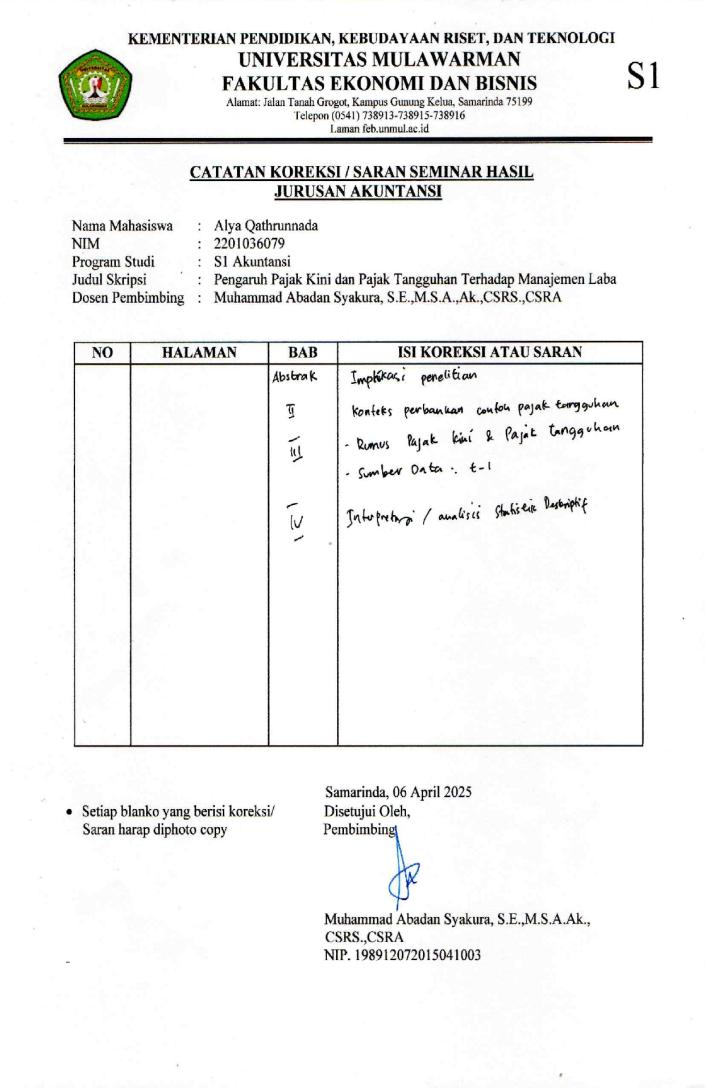 KEMENTERIAN PENDIDIKAN, KEBUDAYAAN RISET, DAN TEKNOLOGI
UNIVERSITAS MULAWARMAN
FAKULTAS EKONOMI DAN BISNIS
S1
Alamat: Jalan Tanah Grogot, Kampus Gunung Kelua, Samarinda 75199
Telepon (0541) 738913-738915-738916
Laman feb.unmul.ac.id
CATATAN KOREKSI / SARAN SEMINAR HASIL
JURUSAN AKUNTANSI
Nama Mahasiswa : Alya Qathrunnada
NIM : 2201036079
Program Studi : S1 Akuntansi
Judul Skripsi : Pengaruh Pajak Kini dan Pajak Tangguhan Terhadap Manajemen Laba
Dosen Pembimbing : Muhammad Abadan Syakura, S.E.,M.S.A.,Ak.,CSRS.,CSRA
NO HALAMAN BAB ISI KOREKSI ATAU SARAN
Abstrak Implikasi penelitian
II Konteks perbankan contoh pajak tangguhan
III - Rumus Pajak kini & Pajak tangguhan
- Sumber Data : t-1
IV Interpretasi / analisis Statistik Deskriptif
Samarinda, 06 April 2025
• Setiap blanko yang berisi koreksi/ Disetujui Oleh,
Saran harap diphoto copy Pembimbing
Muhammad Abadan Syakura, S.E.,M.S.A.Ak.,
CSRS.,CSRA
NIP. 198912072015041003